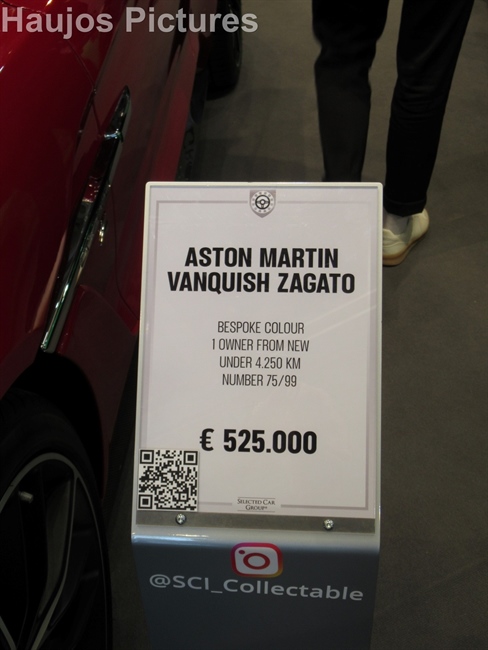 Haujos Pictures
ASTON MARTIN
VANQUISH ZAGATO
BESPOKE COLOUR
1 OWNER FROM NEW
UNDER 4.250 KM
NUMBER 75/99
€ 525.000
SELECTED CAR
GROUP
@SCI_Collectable